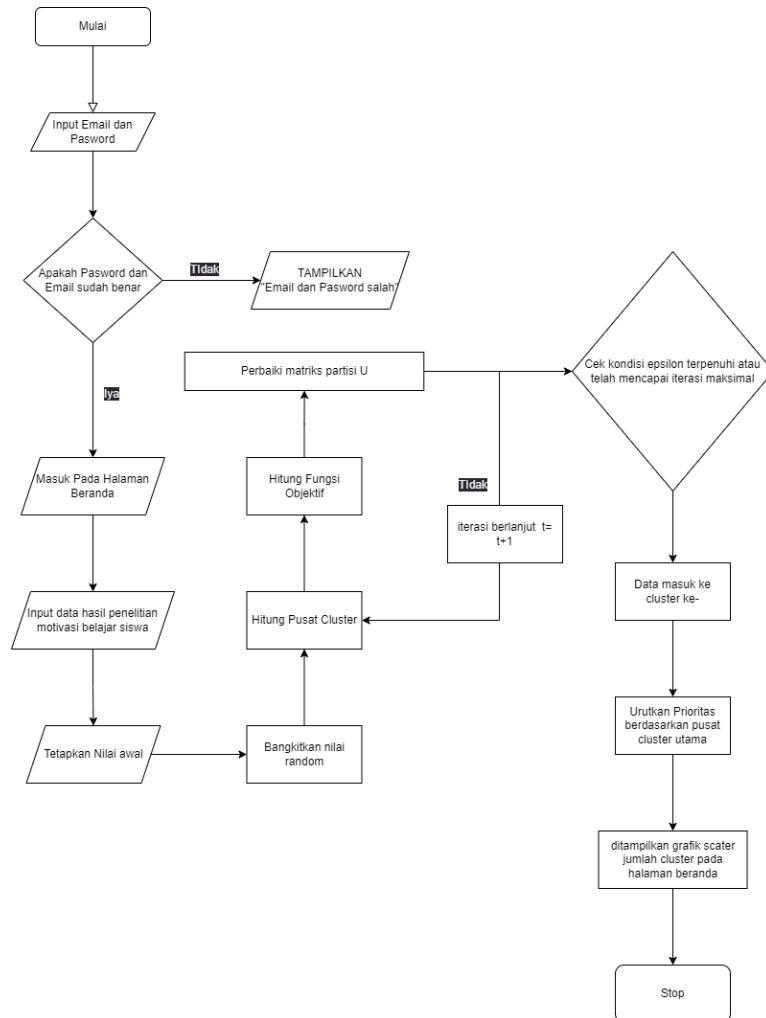 Mulai
Input Email dan
Pasword
Apakah Pasword dan
Email sudah benar
TIdak
TAMPILKAN
"Email dan Pasword salah"
Iya
Masuk Pada Halaman
Beranda
Input data hasil penelitian
motivasi belajar siswa
Tetapkan Nilai awal
Bangkitkan nilai
random
Hitung Pusat Cluster
Hitung Fungsi
Objektif
Perbaiki matriks partisi U
Cek kondisi epsilon terpenuhi atau
telah mencapai iterasi maksimal
TIdak
iterasi berlanjut t=
t+1
Data masuk ke
cluster ke-
Urutkan Prioritas
berdasarkan pusat
cluster utama
ditampilkan grafik scater
jumlah cluster pada
halaman beranda
Stop